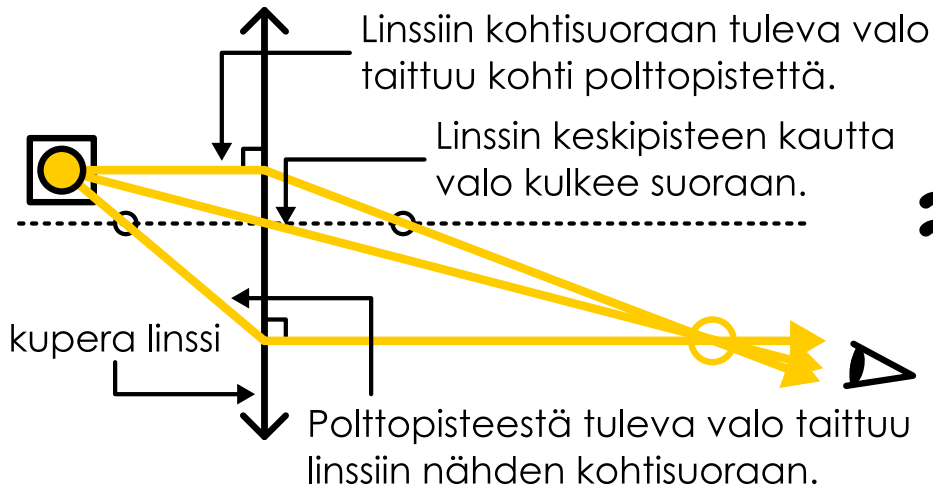 Linssiin kohtisuoraan tuleva valo
taittuu kohti polttopistettä.
Linssin keskipisteen kautta
valo kulkee suoraan.
kupera linssi
Polttopisteestä tuleva valo taittuu
linssiin nähden kohtisuoraan.